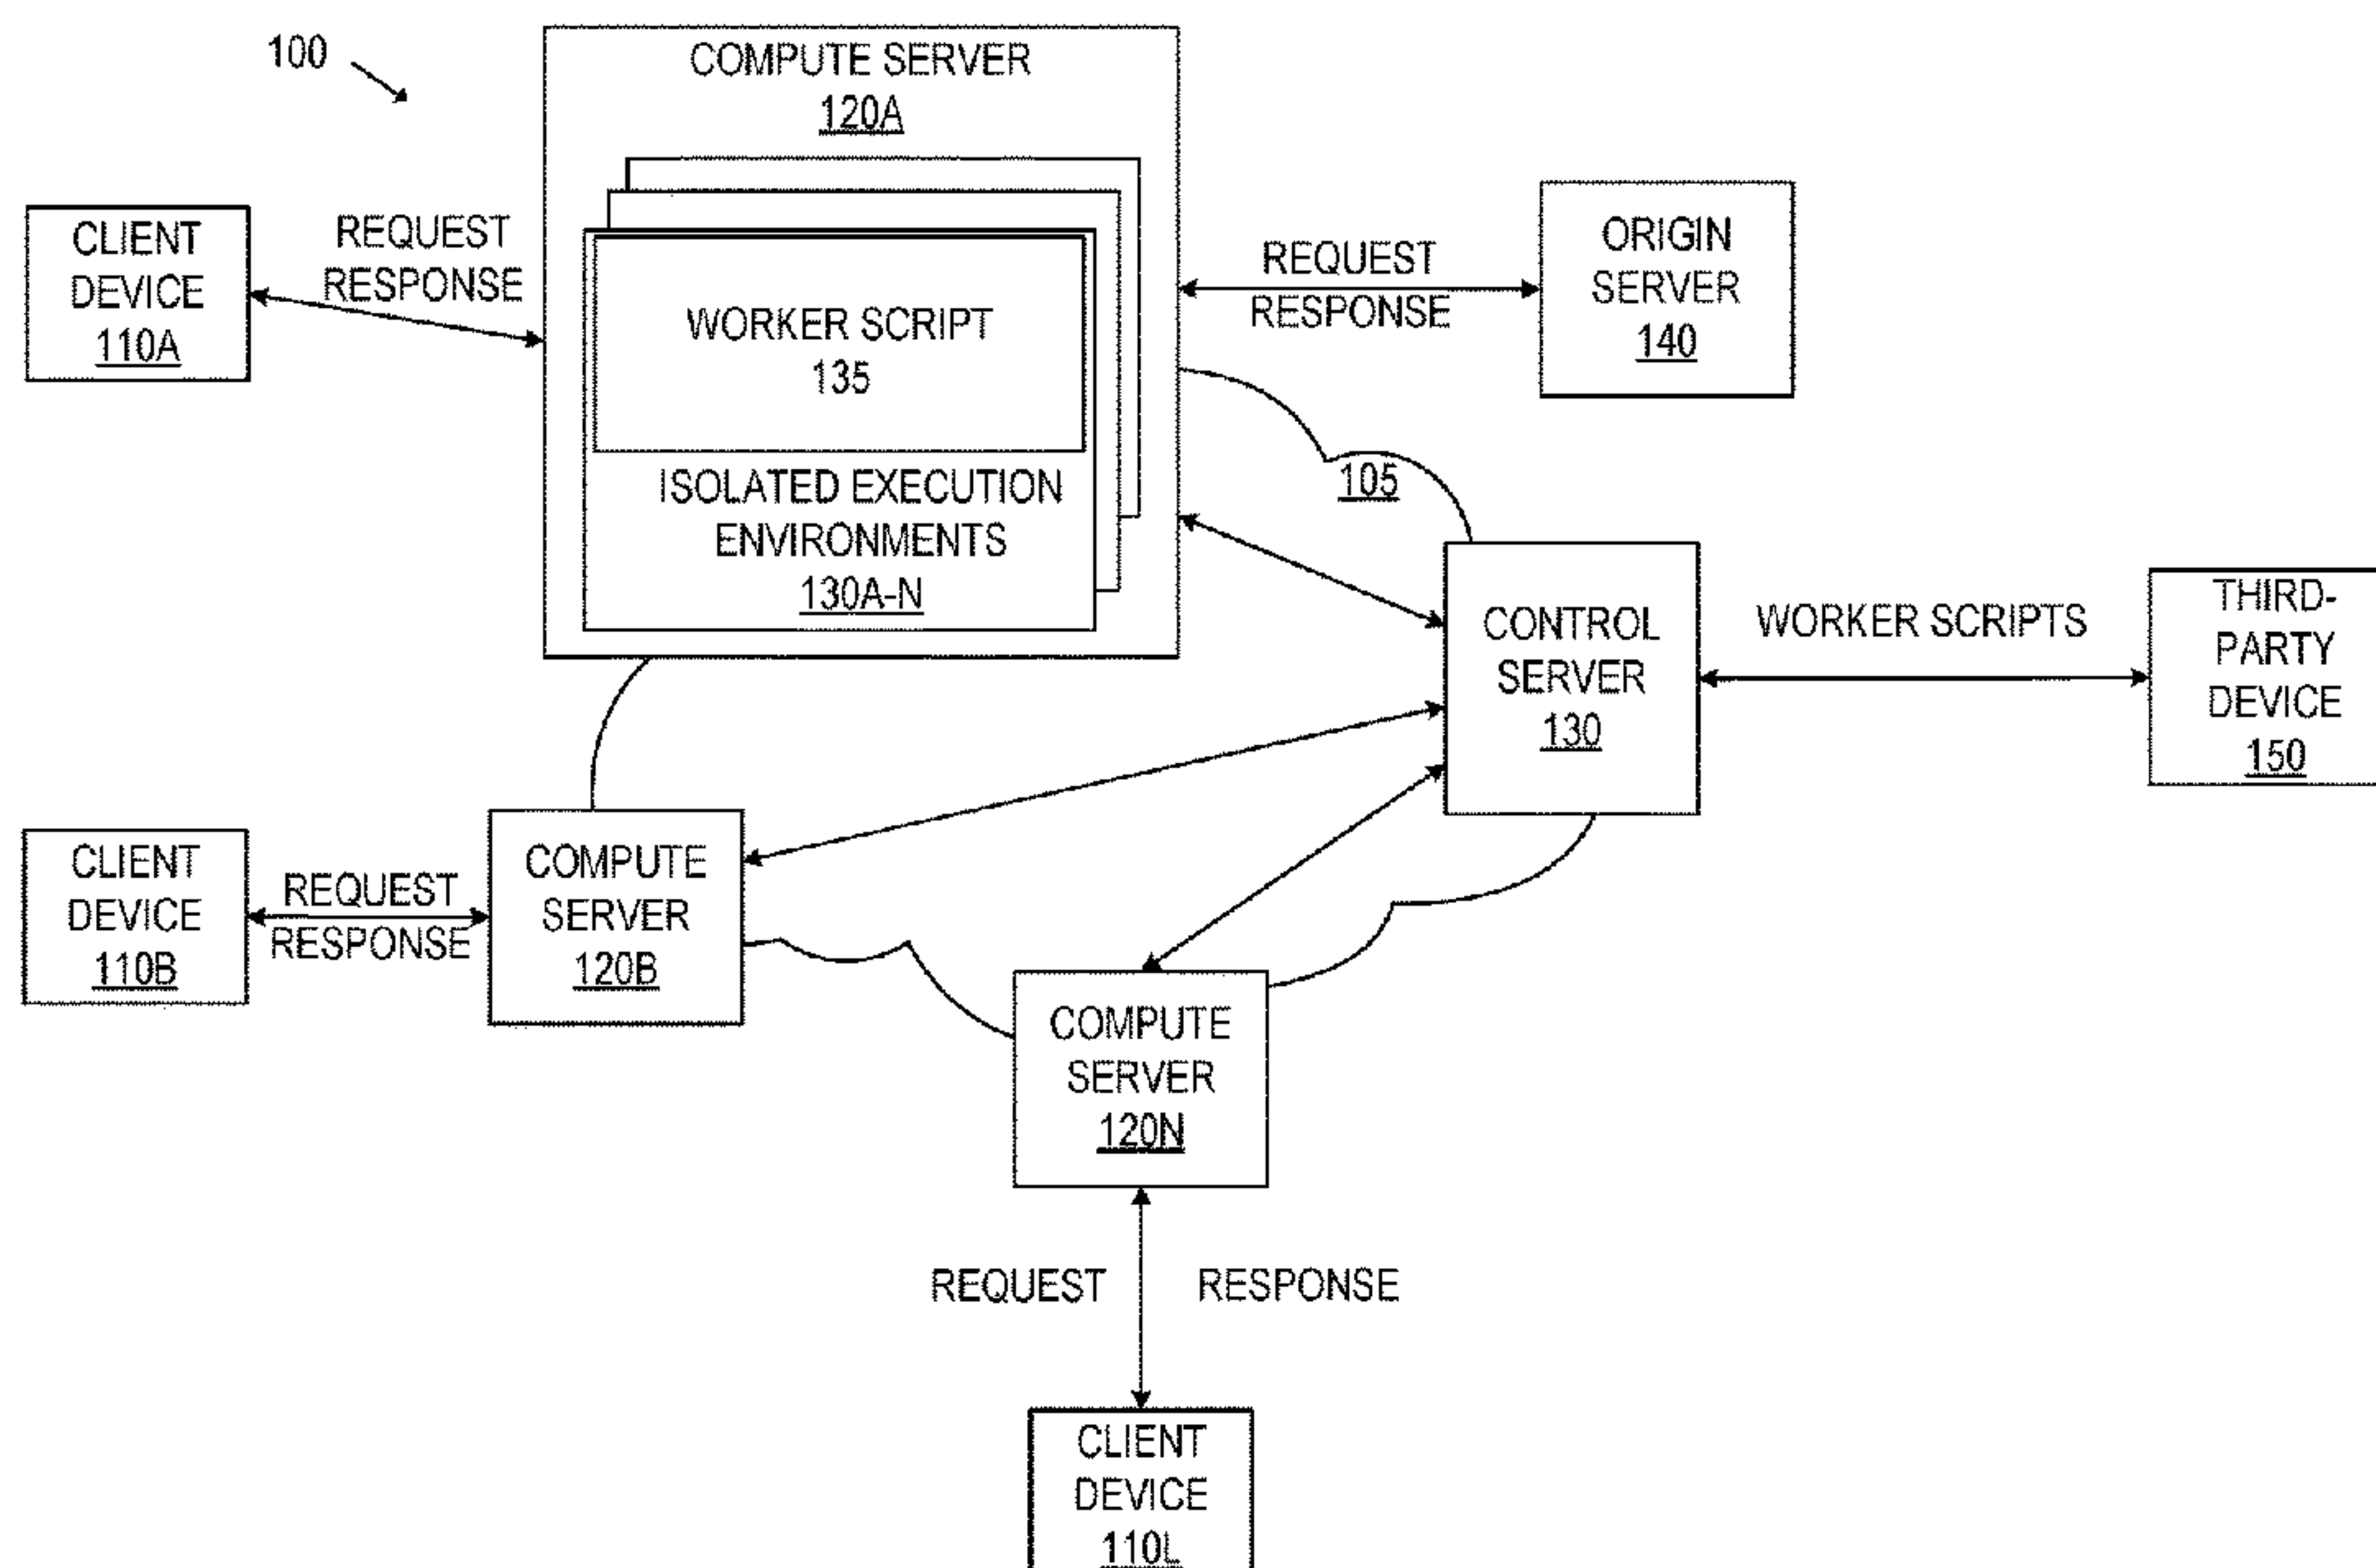 100
COMPUTE SERVER
120A
CLIENT
DEVICE
110A
REQUEST
RESPONSE
WORKER SCRIPT
135
ISOLATED EXECUTION
ENVIRONMENTS
130A-N
REQUEST
RESPONSE
ORIGIN
SERVER
140
105
CONTROL
SERVER
130
WORKER SCRIPTS
THIRD-
PARTY
DEVICE
150
CLIENT
DEVICE
110B
REQUEST
RESPONSE
COMPUTE
SERVER
120B
COMPUTE
SERVER
120N
REQUEST
RESPONSE
CLIENT
DEVICE
110L